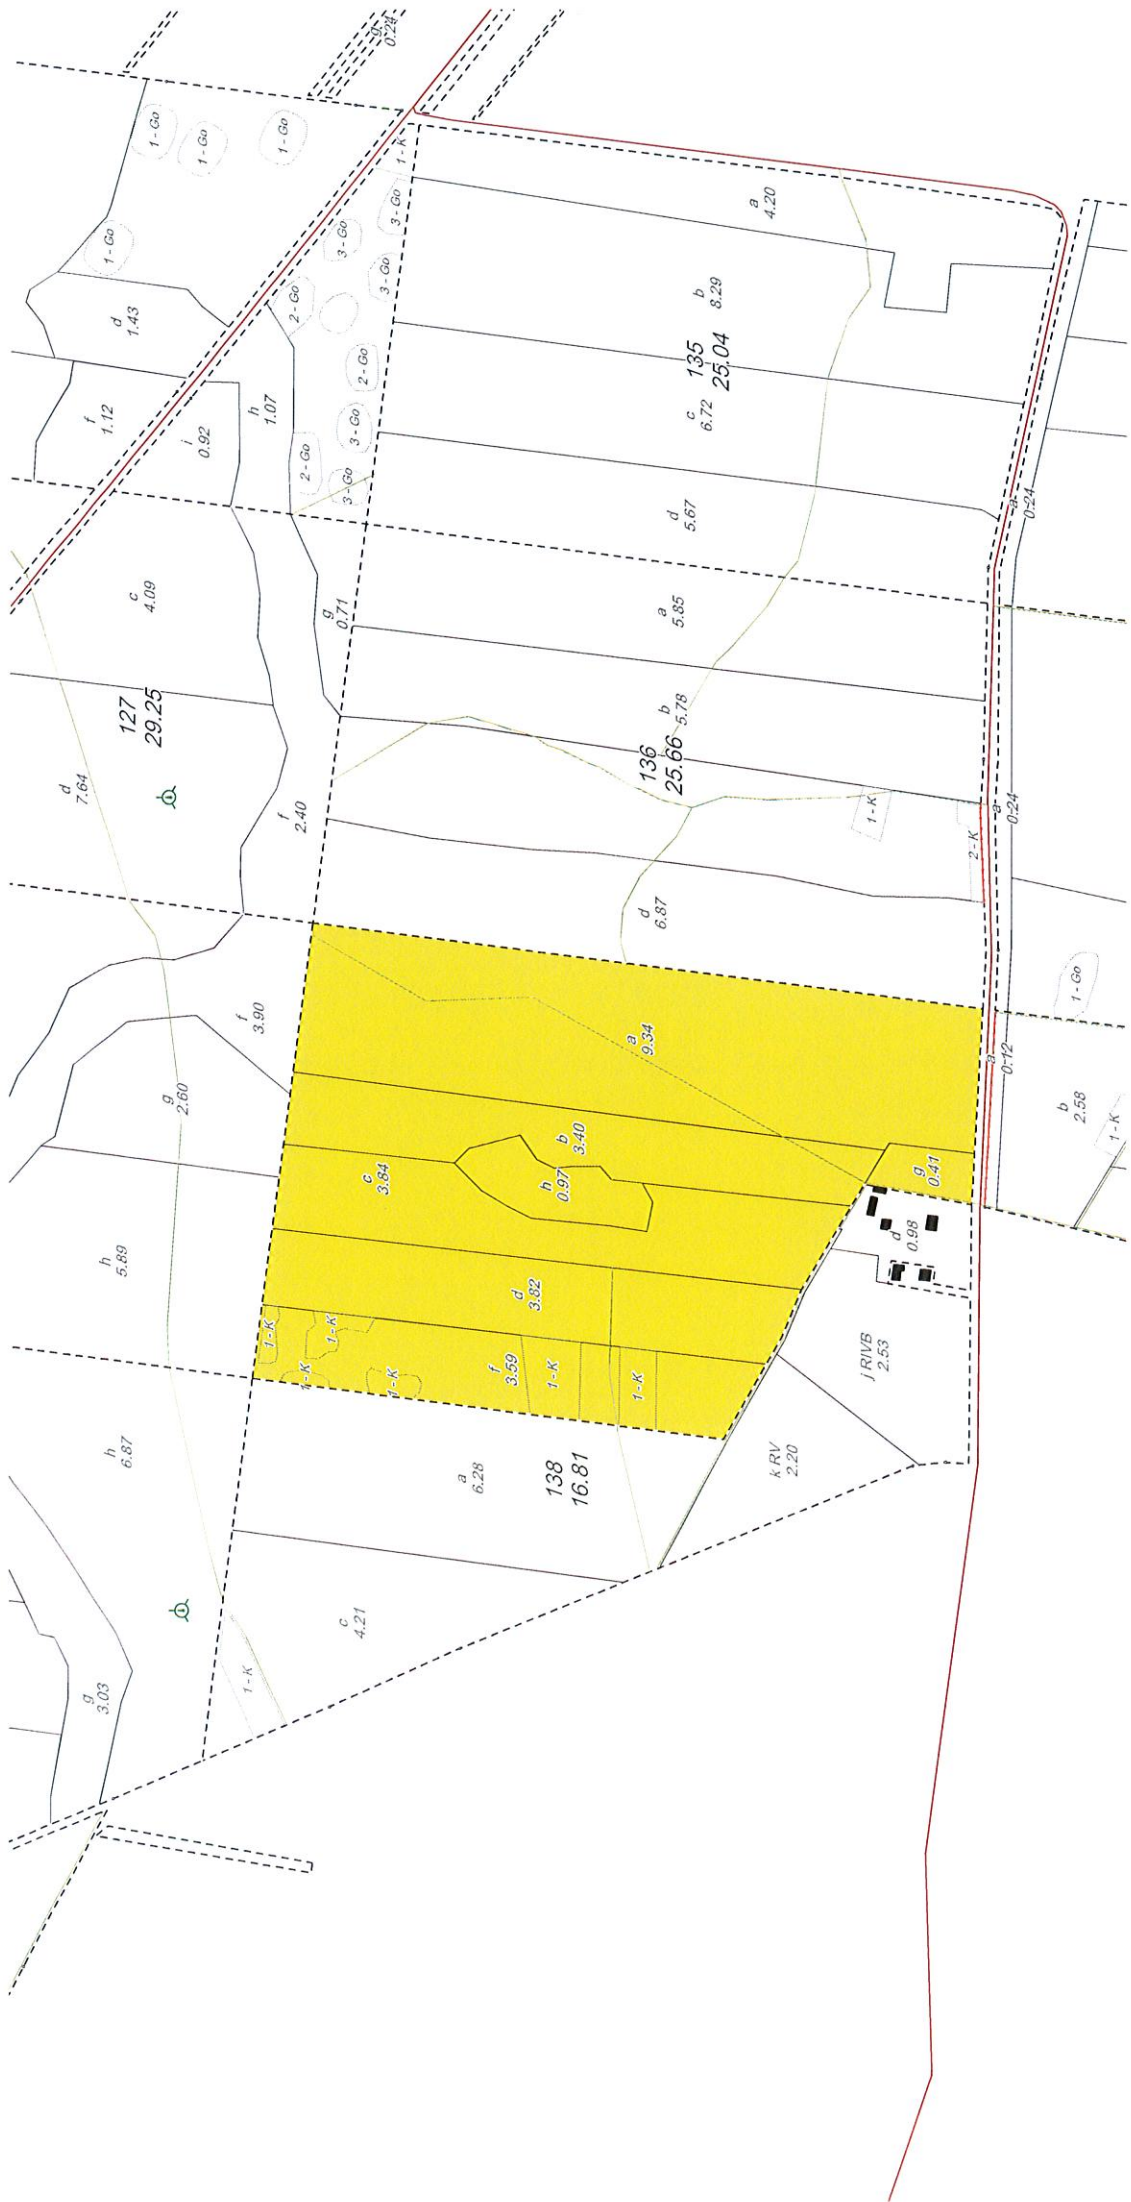 g
0.24
1 - Go
1 - Go
1 - Go
1 - Go
1 - K
3 - Go
3 - Go
3 - Go
2 - Go
2 - Go
3 - Go
2 - Go
3 - Go
d
1.43
f
1.12
i
0.92
h
1.07
a
4.20
b
8.29
135
25.04
c
6.72
d
5.67
a
0.24
c
4.09
g
0.71
a
5.85
127
29.25
b
5.78
136
25.66
d
7.64
f
2.40
1 - K
2 - K
a
0.24
d
6.87
1 - Go
f
3.90
a
9.34
a
0.12
b
2.58
1 - K
g
2.60
b
3.40
h
0.97
c
3.84
g
0.41
d
0.98
h
5.89
d
3.82
1 - K
1 - K
1 - K
1 - K
f
3.59
1 - K
1 - K
j RIVB
2.53
h
6.87
a
6.28
138
16.81
k RV
2.20
c
4.21
1 - K
g
3.03